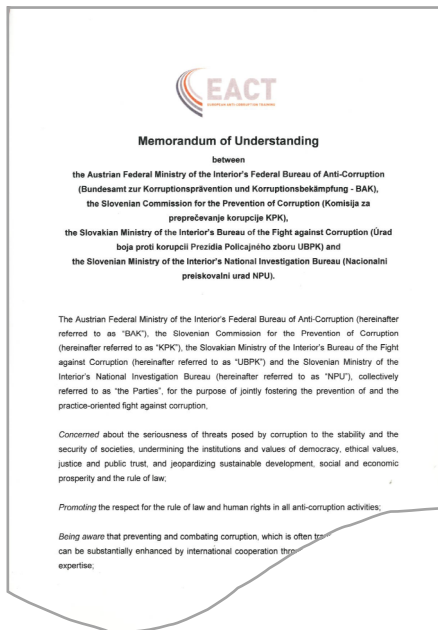 EACT
EUROPEAN ANTI-CORRUPTION TRAINING
Memorandum of Understanding
between
the Austrian Federal Ministry of the Interior's Federal Bureau of Anti-Corruption
(Bundesamt zur Korruptionsprävention und Korruptionsbekämpfung - BAK),
the Slovenian Commission for the Prevention of Corruption (Komisija za
preprečevanje korupcije KPK),
the Slovakian Ministry of the Interior's Bureau of the Fight against Corruption (Úrad
boja proti korupcii Prezidia Policajného zboru UBPK) and
the Slovenian Ministry of the Interior's National Investigation Bureau (Nacionalni
preiskovalni urad NPU).
The Austrian Federal Ministry of the Interior's Federal Bureau of Anti-Corruption (hereinafter
referred to as "BAK"), the Slovenian Commission for the Prevention of Corruption
(hereinafter referred to as "KPK"), the Slovakian Ministry of the Interior's Bureau of the Fight
against Corruption (hereinafter referred to as "UBPK") and the Slovenian Ministry of the
Interior's National Investigation Bureau (hereinafter referred to as "NPU"), collectively
referred to as "the Parties", for the purpose of jointly fostering the prevention of and the
practice-oriented fight against corruption,
Concerned about the seriousness of threats posed by corruption to the stability and the
security of societies, undermining the institutions and values of democracy, ethical values,
justice and public trust, and jeopardizing sustainable development, social and economic
prosperity and the rule of law;
Promoting the respect for the rule of law and human rights in all anti-corruption activities;
Being aware that preventing and combating corruption, which is often
can be substantially enhanced by international cooperation
expertise;